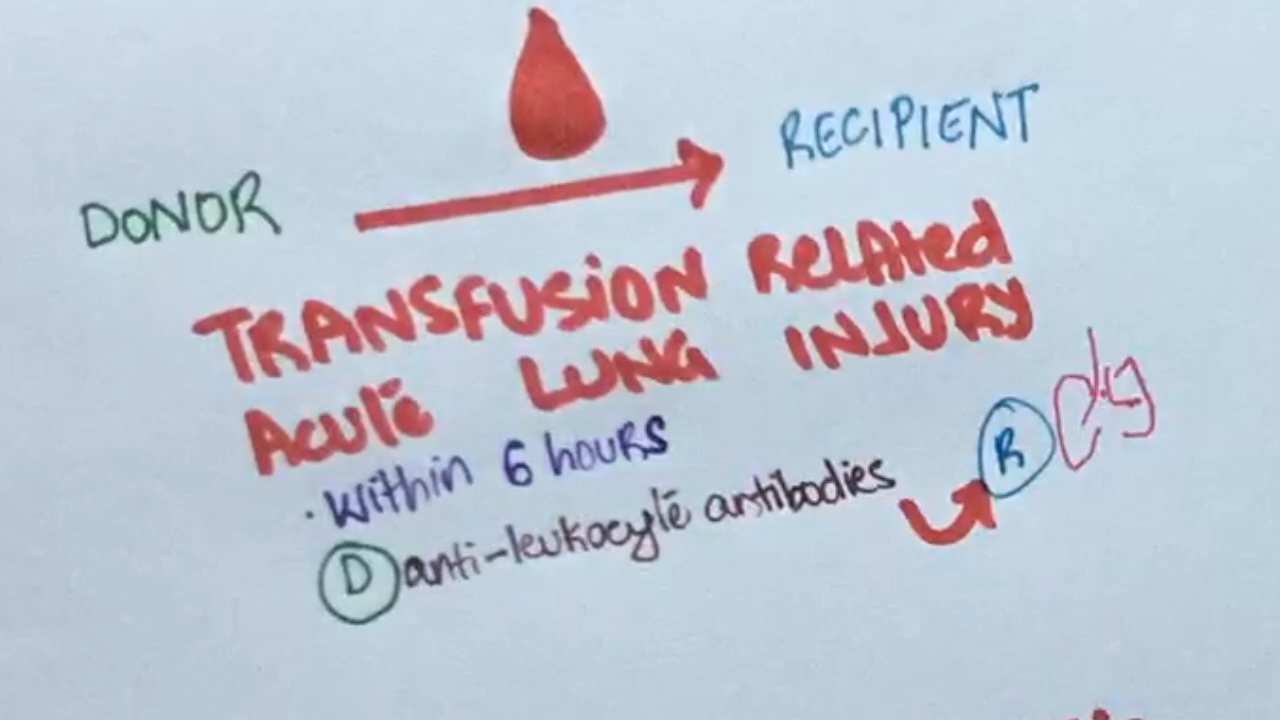 DONOR
RECIPIENT
TRANSFUSION RELATED
ACUTE LUNG INJURY
· Within 6 hours
D anti-leukocyte antibodies
R